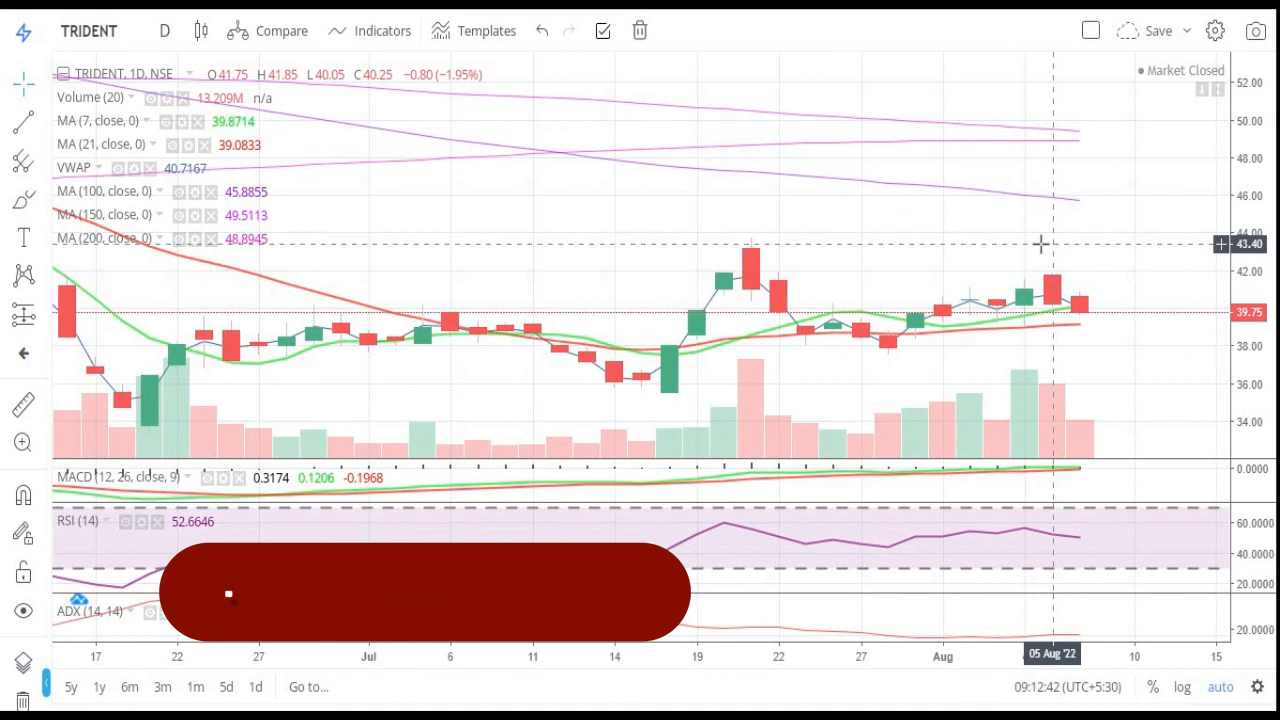 TRIDENT D Compare Indicators Templates Save
TRIDENT, 1D, NSE O41.75 H41.85 L40.05 C40.25 −0.80 (−1.95%)
Market Closed
Volume (20) 13.209M n/a
MA (7, close, 0) 39.8714
MA (21, close, 0) 39.0833
VWAP 40.7167
MA (100, close, 0) 45.8855
MA (150, close, 0) 49.5113
MA (200, close, 0) 48.8945
52.00
50.00
48.00
46.00
44.00
43.40
42.00
39.75
38.00
36.00
34.00
MACD (12, 26, close, 9) 0.3174 0.1206 -0.1968
0.0000
RSI (14) 52.6646
60.0000
40.0000
20.0000
ADX (14, 14)
20.0000
17 22 27 Jul 6 11 14 19 22 27 Aug 05 Aug '22 10 15
5y 1y 6m 3m 1m 5d 1d Go to... 09:12:42 (UTC+5:30) % log auto